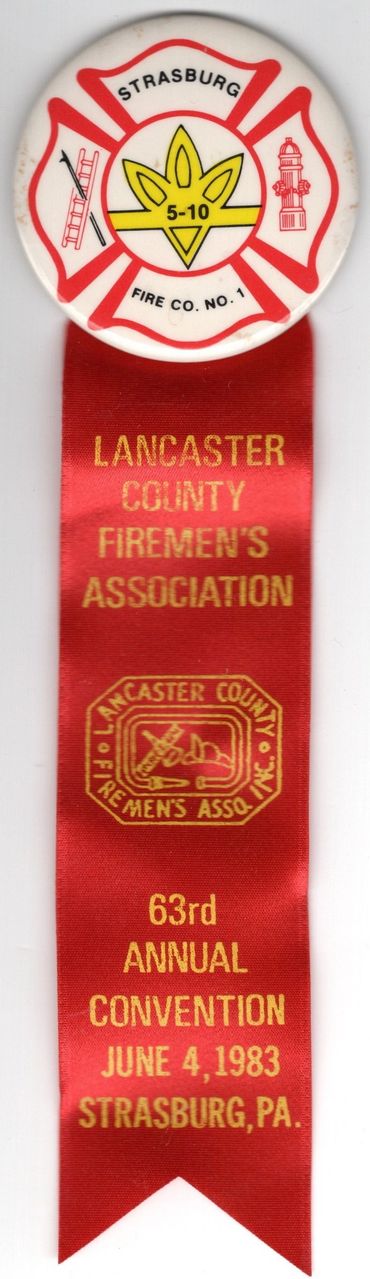 STRASBURG
5-10
FIRE CO. NO. 1
LANCASTER
COUNTY
FIREMEN'S
ASSOCIATION
LANCASTER COUNTY
FIREMEN'S ASSO. INC.
63rd
ANNUAL
CONVENTION
JUNE 4, 1983
STRASBURG, PA.